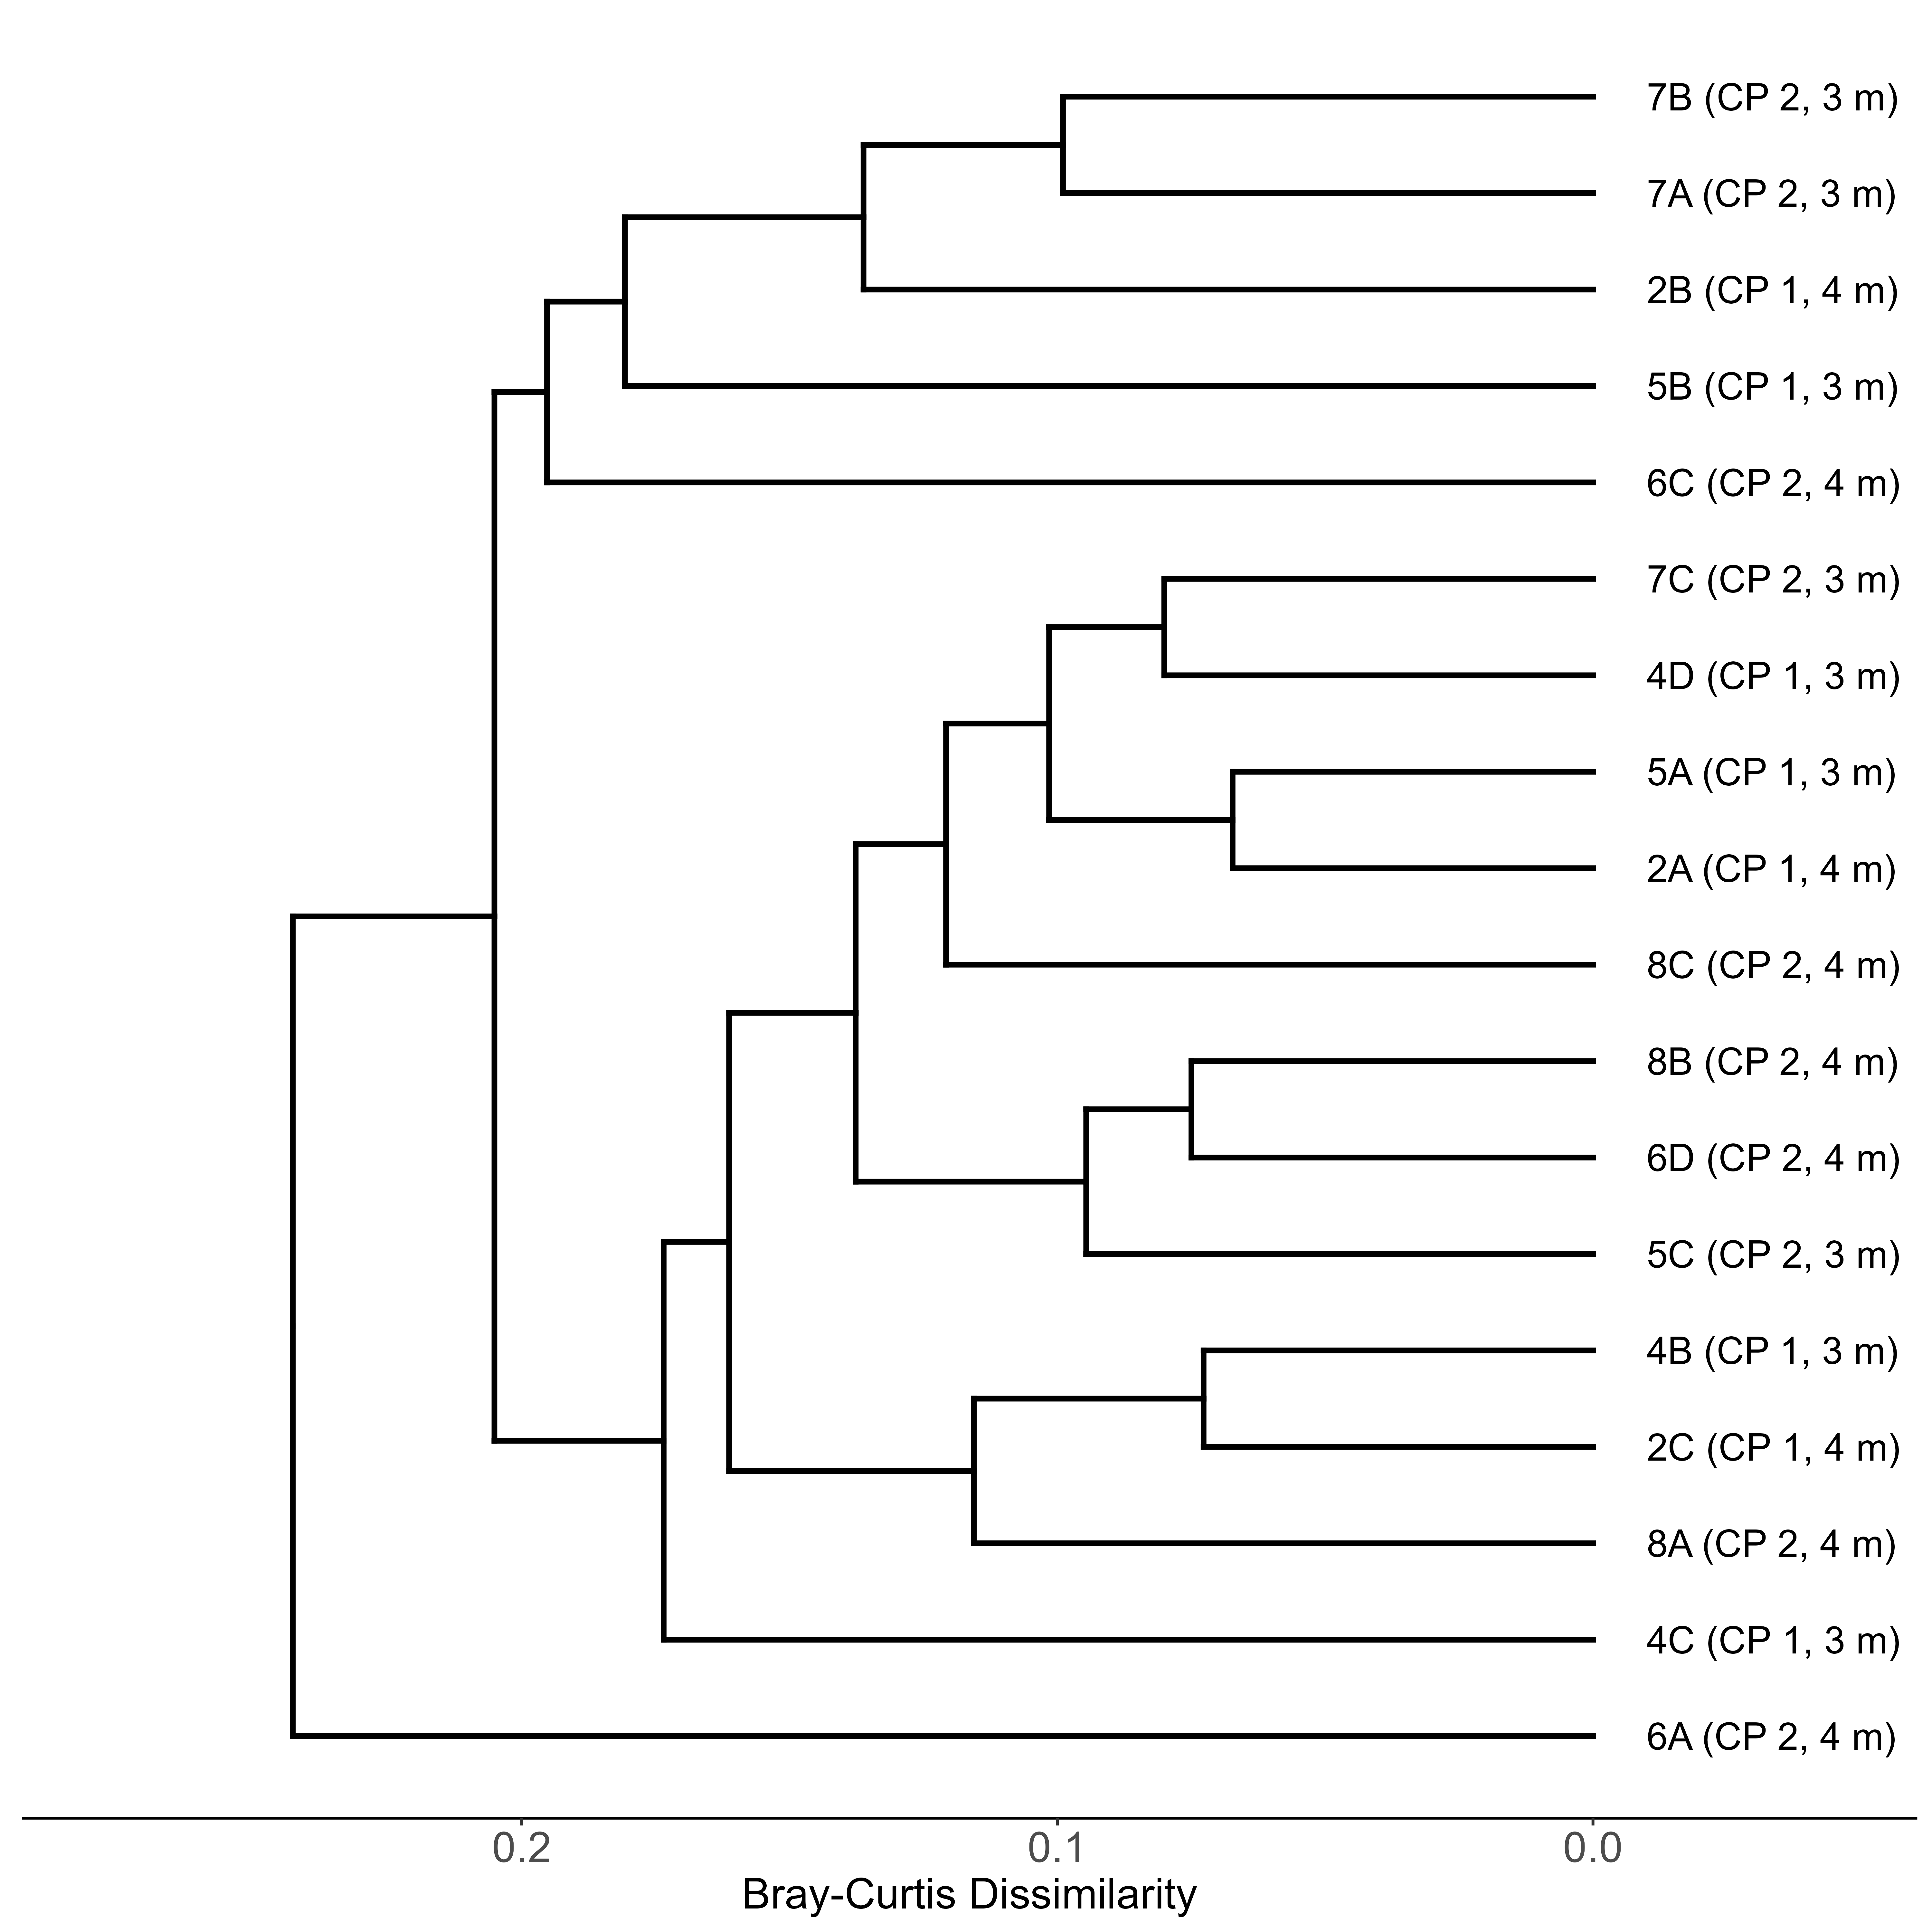 7B (CP 2, 3 m)
7A (CP 2, 3 m)
2B (CP 1, 4 m)
5B (CP 1, 3 m)
6C (CP 2, 4 m)
7C (CP 2, 3 m)
4D (CP 1, 3 m)
5A (CP 1, 3 m)
2A (CP 1, 4 m)
8C (CP 2, 4 m)
8B (CP 2, 4 m)
6D (CP 2, 4 m)
5C (CP 2, 3 m)
4B (CP 1, 3 m)
2C (CP 1, 4 m)
8A (CP 2, 4 m)
4C (CP 1, 3 m)
6A (CP 2, 4 m)
0.2 0.1 0.0
Bray-Curtis Dissimilarity